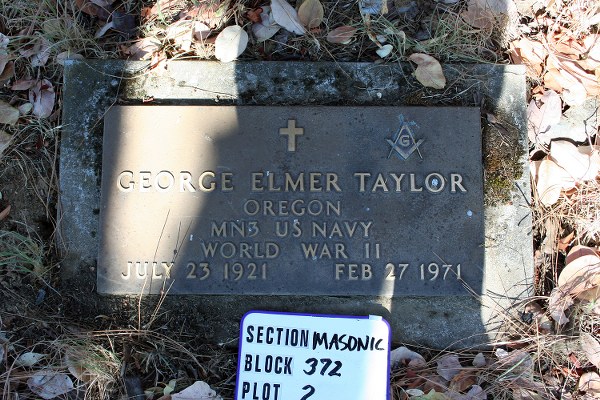 G
GEORGE ELMER TAYLOR
OREGON
MN3 US NAVY
WORLD WAR II
JULY 23 1921 FEB 27 1971
SECTION MASONIC
BLOCK 372
PLOT 2